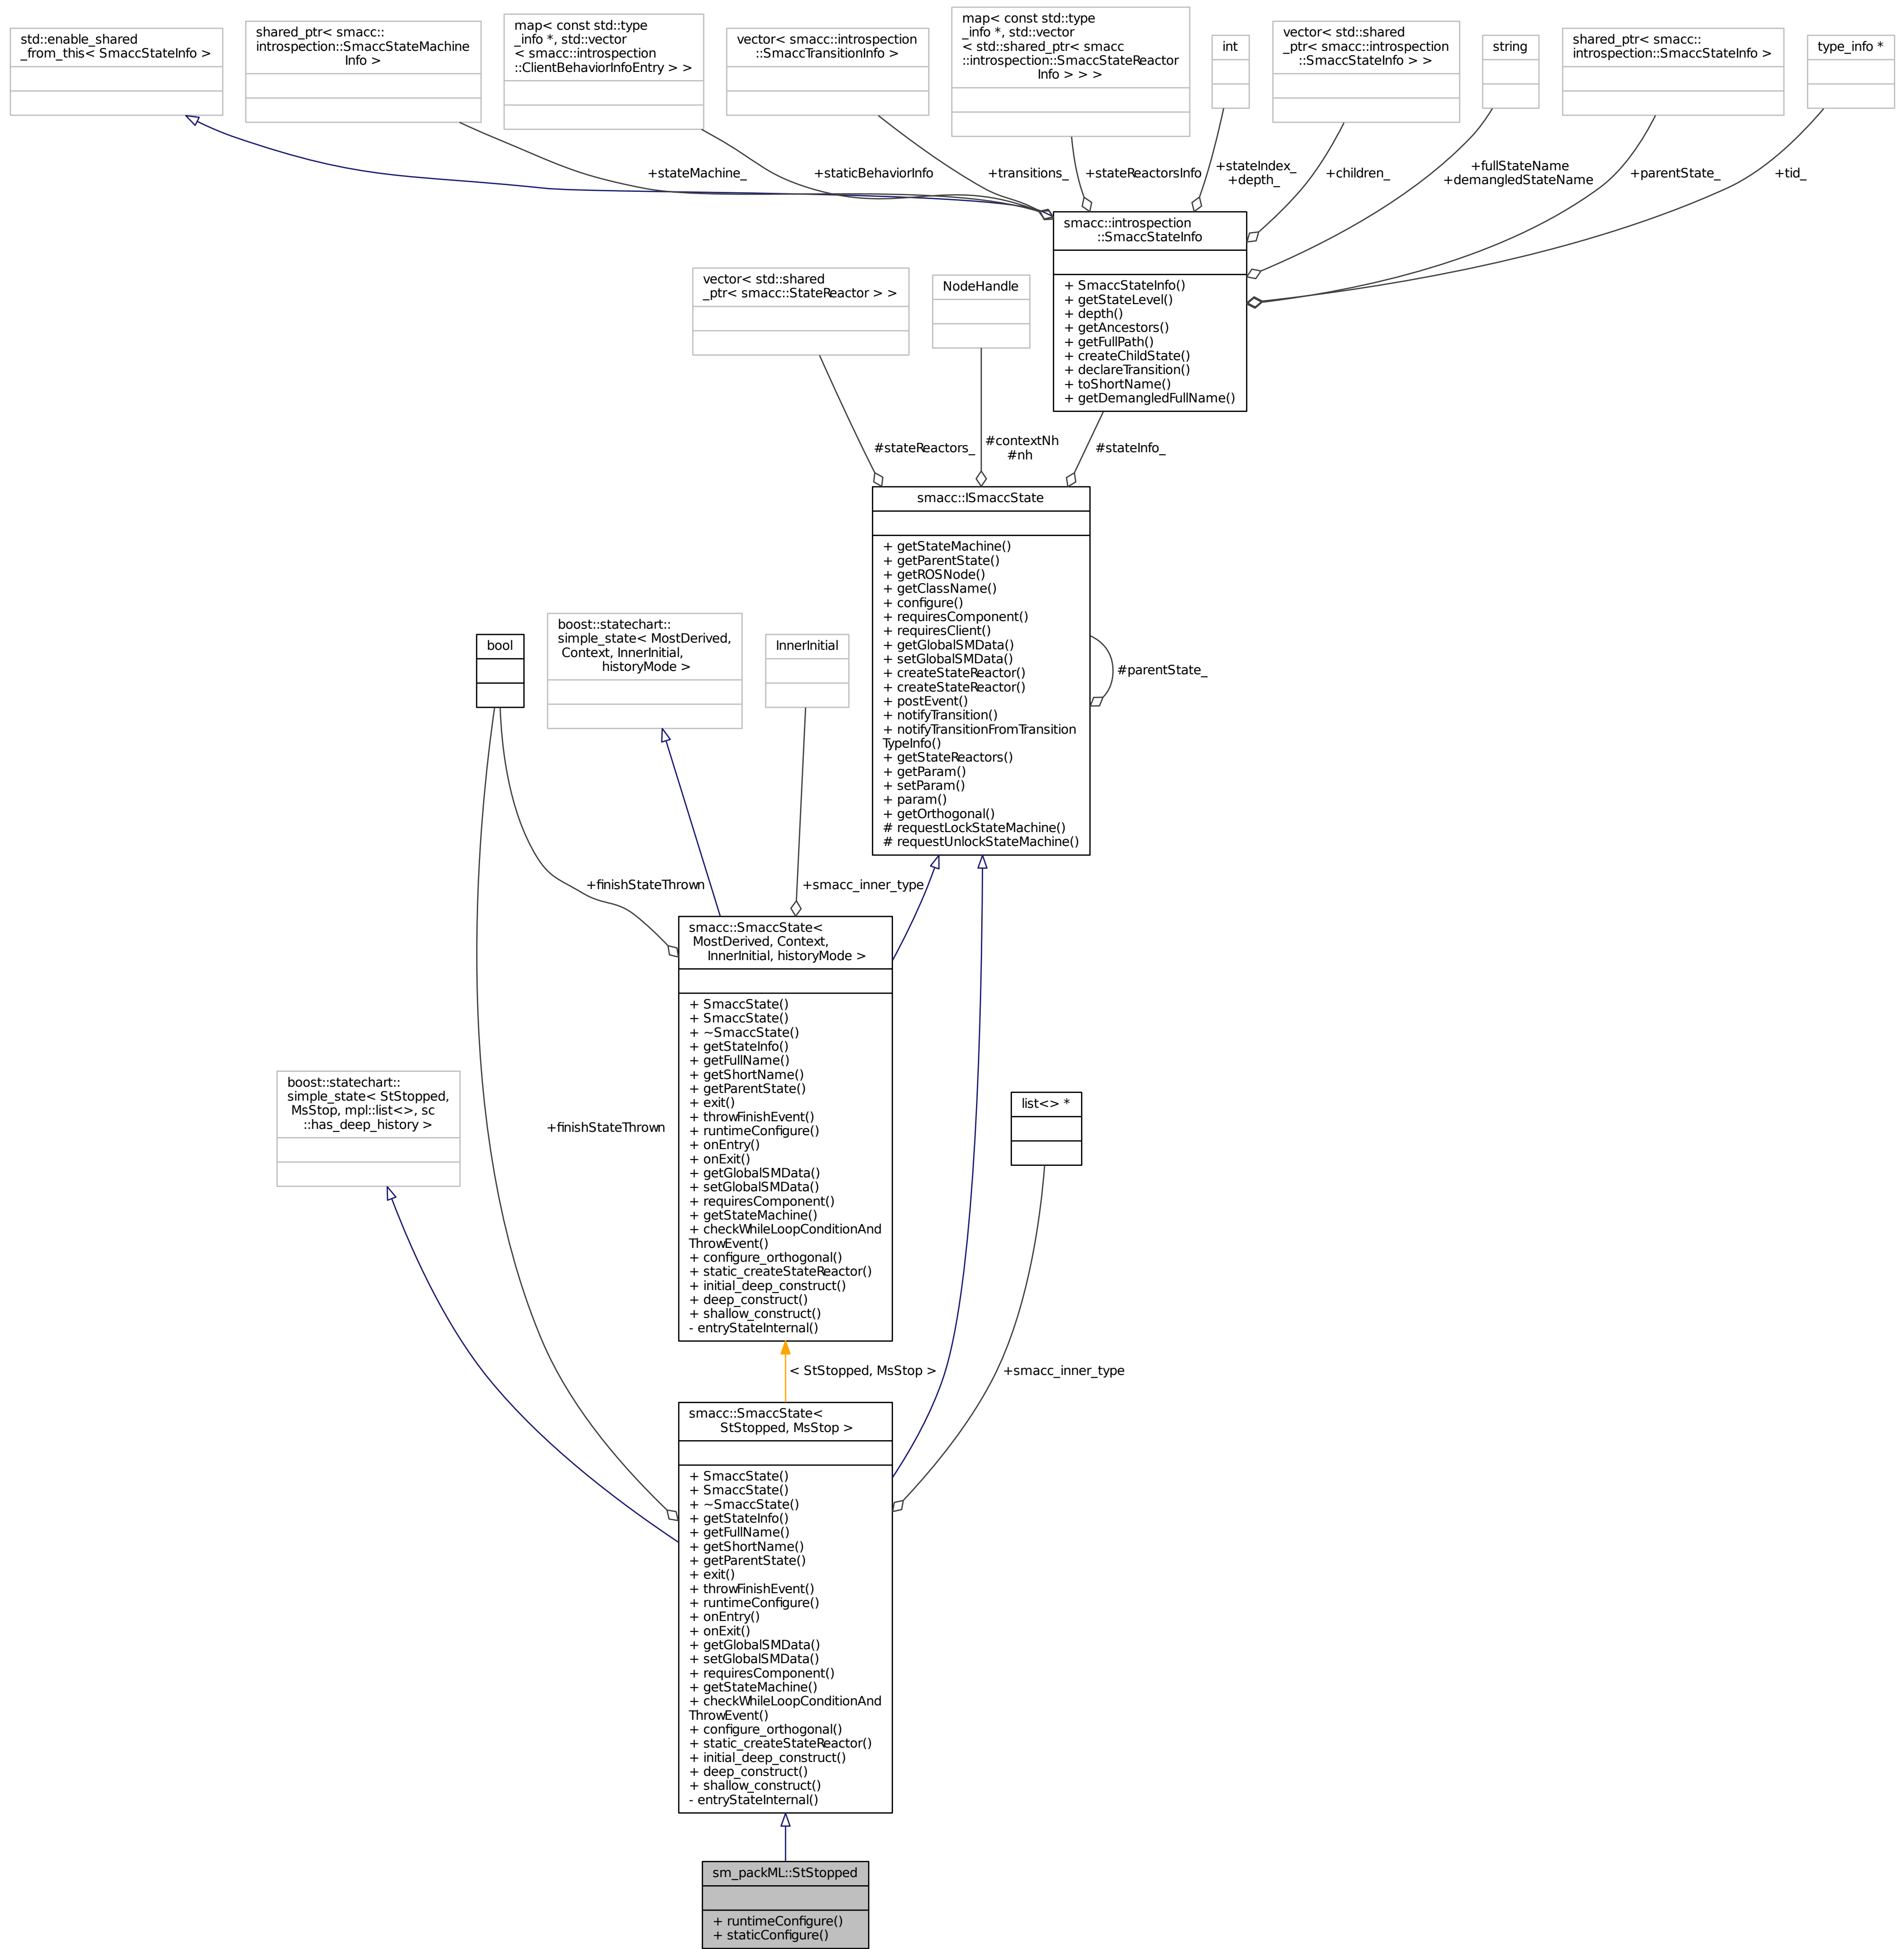 std::enable_shared
_from_this< SmaccStateInfo >
shared_ptr< smacc::
introspection::SmaccStateMachine
Info >
map< const std::type
_info *, std::vector
< smacc::introspection
::ClientBehaviorInfoEntry > >
vector< smacc::introspection
::SmaccTransitionInfo >
map< const std::type
_info *, std::vector
< std::shared_ptr< smacc
::introspection::SmaccStateReactor
Info > > >
int
vector< std::shared
_ptr< smacc::introspection
::SmaccStateInfo > >
string
shared_ptr< smacc::
introspection::SmaccStateInfo >
type_info *
+stateMachine_
+staticBehaviorInfo
+transitions_
+stateReactorsInfo
+stateIndex_
+depth_
+children_
+fullStateName
+demangledStateName
+parentState_
+tid_
smacc::introspection
::SmaccStateInfo
+ SmaccStateInfo()
+ getStateLevel()
+ depth()
+ getAncestors()
+ getFullPath()
+ createChildState()
+ declareTransition()
+ toShortName()
+ getDemangledFullName()
vector< std::shared
_ptr< smacc::StateReactor > >
NodeHandle
#stateReactors_
#contextNh
#nh
#stateInfo_
smacc::ISmaccState
+ getStateMachine()
+ getParentState()
+ getROSNode()
+ getClassName()
+ configure()
+ requiresComponent()
+ requiresClient()
+ getGlobalSMData()
+ setGlobalSMData()
+ createStateReactor()
+ createStateReactor()
+ postEvent()
+ notifyTransition()
+ notifyTransitionFromTransition
TypeInfo()
+ getStateReactors()
+ getParam()
+ setParam()
+ param()
+ getOrthogonal()
# requestLockStateMachine()
# requestUnlockStateMachine()
#parentState_
bool
boost::statechart::
simple_state< MostDerived,
Context, InnerInitial,
historyMode >
InnerInitial
+finishStateThrown
+smacc_inner_type
smacc::SmaccState<
MostDerived, Context,
InnerInitial, historyMode >
+ SmaccState()
+ SmaccState()
+ ~SmaccState()
+ getStateInfo()
+ getFullName()
+ getShortName()
+ getParentState()
+ exit()
+ throwFinishEvent()
+ runtimeConfigure()
+ onEntry()
+ onExit()
+ getGlobalSMData()
+ setGlobalSMData()
+ requiresComponent()
+ getStateMachine()
+ checkWhileLoopConditionAnd
ThrowEvent()
+ configure_orthogonal()
+ static_createStateReactor()
+ initial_deep_construct()
+ deep_construct()
+ shallow_construct()
- entryStateInternal()
boost::statechart::
simple_state< StStopped,
MsStop, mpl::list<>, sc
::has_deep_history >
+finishStateThrown
list<> *
< StStopped, MsStop >
+smacc_inner_type
smacc::SmaccState<
StStopped, MsStop >
+ SmaccState()
+ SmaccState()
+ ~SmaccState()
+ getStateInfo()
+ getFullName()
+ getShortName()
+ getParentState()
+ exit()
+ throwFinishEvent()
+ runtimeConfigure()
+ onEntry()
+ onExit()
+ getGlobalSMData()
+ setGlobalSMData()
+ requiresComponent()
+ getStateMachine()
+ checkWhileLoopConditionAnd
ThrowEvent()
+ configure_orthogonal()
+ static_createStateReactor()
+ initial_deep_construct()
+ deep_construct()
+ shallow_construct()
- entryStateInternal()
sm_packML::StStopped
+ runtimeConfigure()
+ staticConfigure()